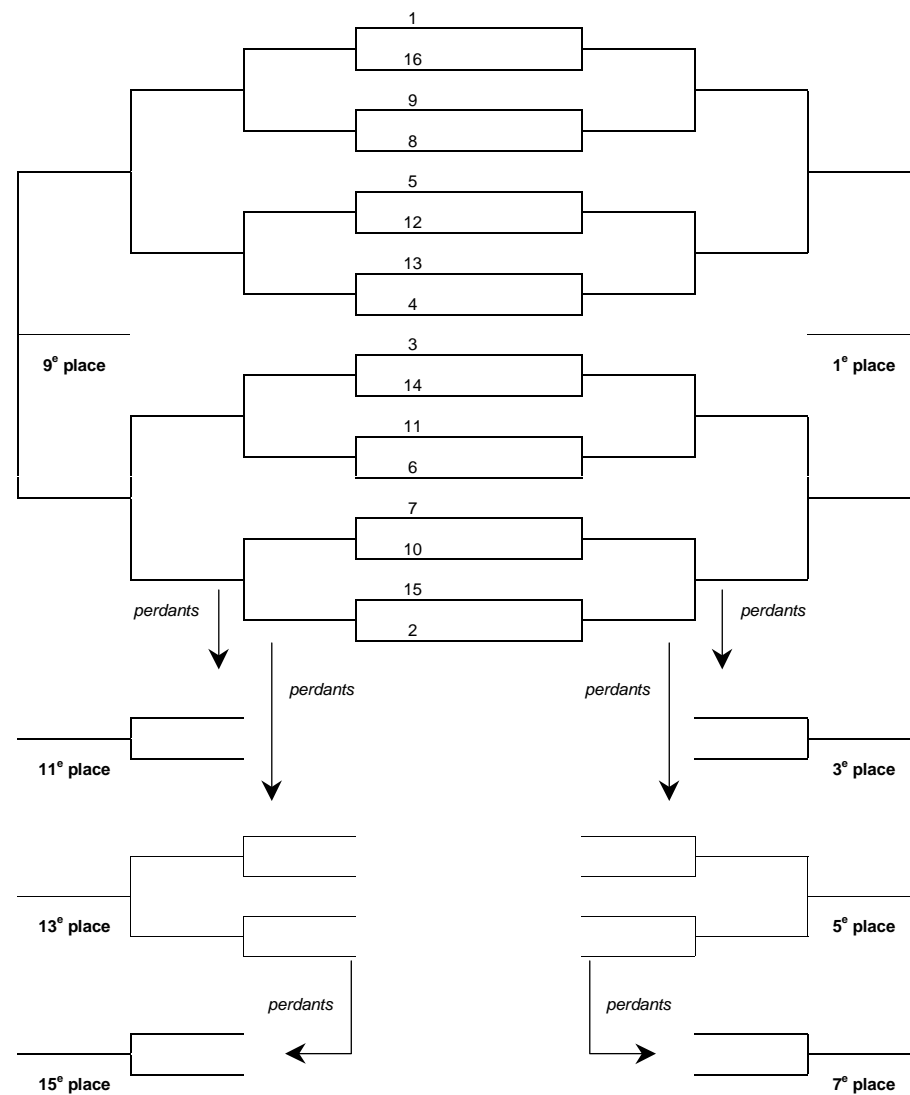 1
16
9
8
5
12
13
4
9e place
3
1e place
14
11
6
7
10
15
perdants
perdants
2
perdants
perdants
11e place
3e place
13e place
5e place
perdants
perdants
15e place
7e place